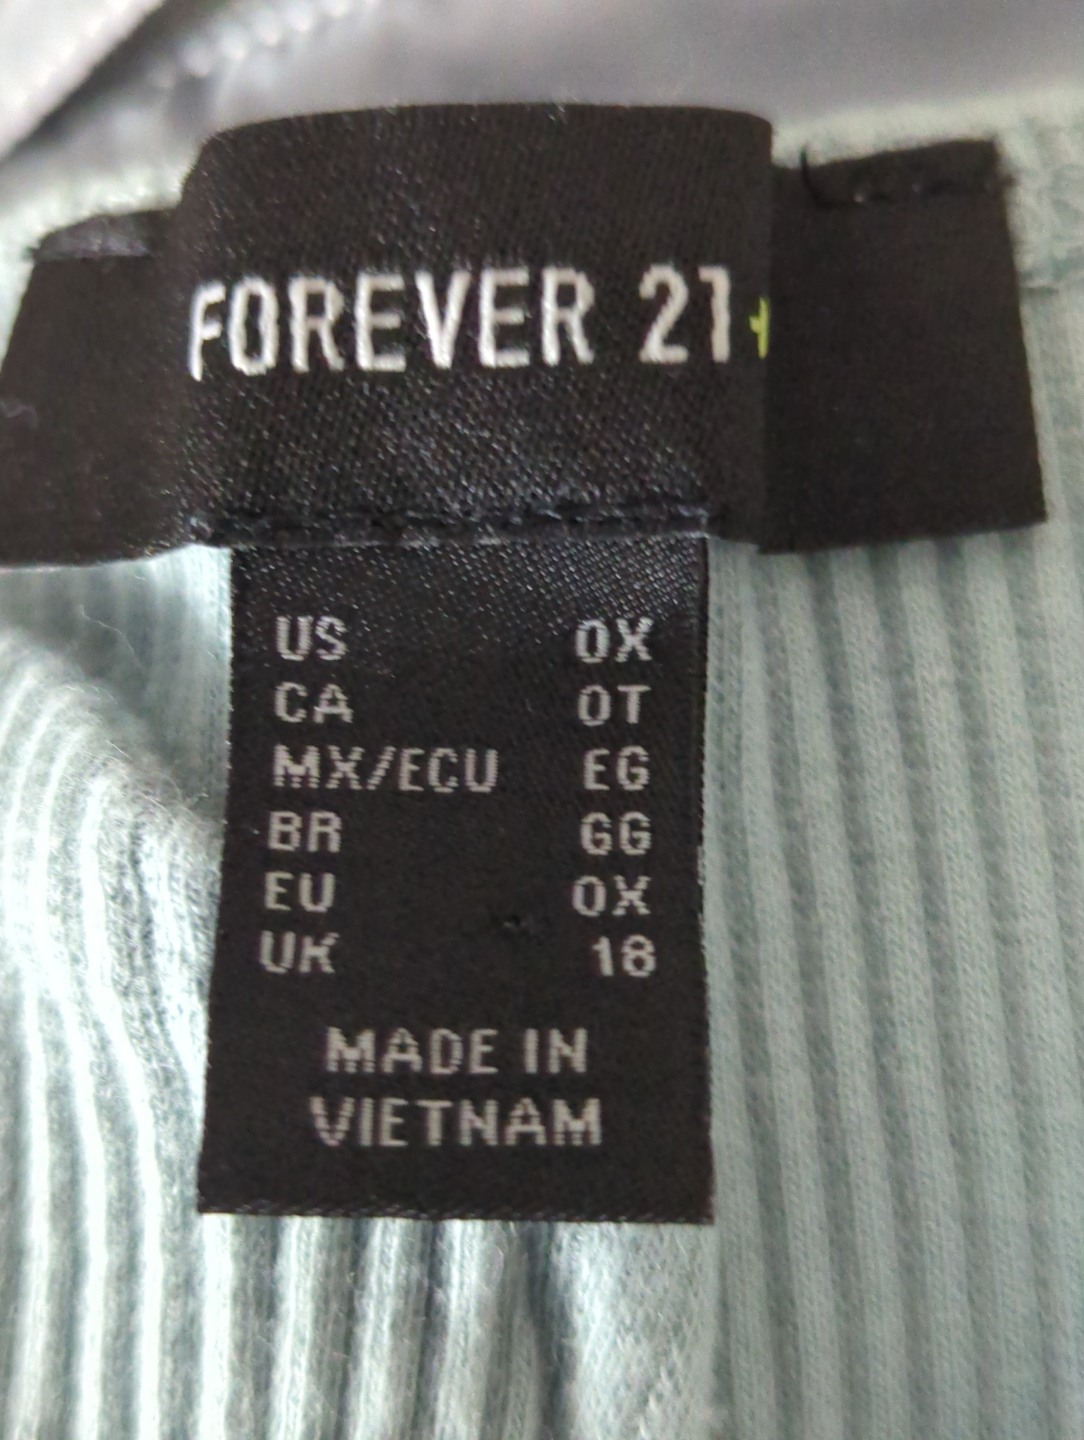 FOREVER 21+
US 0X
CA 0T
MX/ECU EG
BR GG
EU 0X
UK 18
MADE IN
VIETNAM